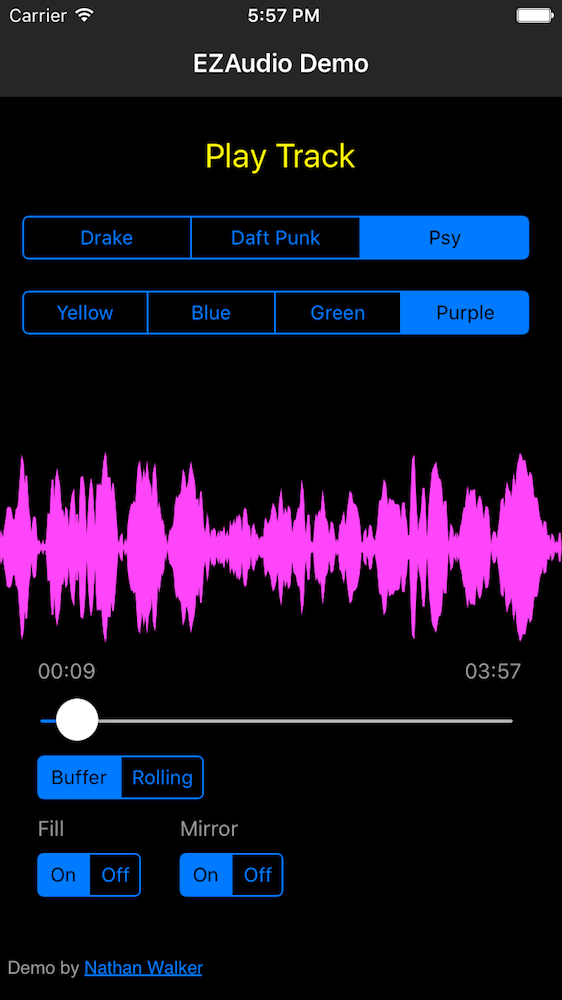 Carrier 5:57 PM
EZAudio Demo
Play Track
Drake Daft Punk Psy
Yellow Blue Green Purple
00:09 03:57
Buffer Rolling
Fill Mirror
On Off On Off
Demo by Nathan Walker